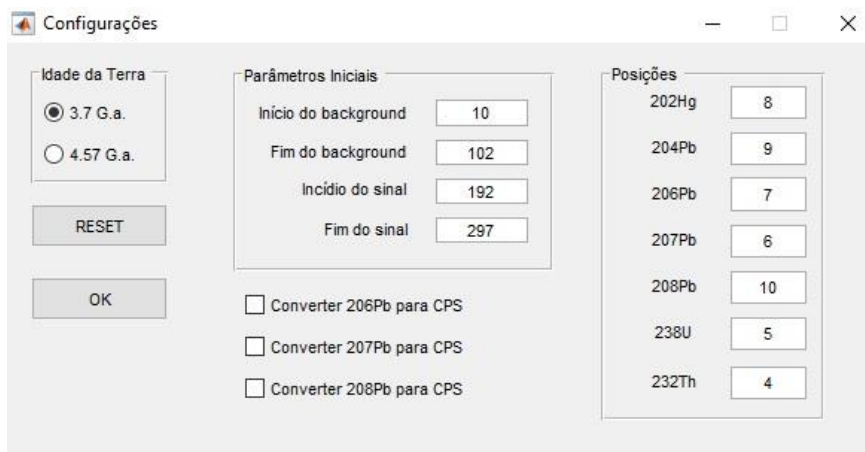 Configurações
Idade da Terra
3.7 G.a.
4.57 G.a.
RESET
OK
Parâmetros Iniciais
Início do background 10
Fim do background 102
Incídio do sinal 192
Fim do sinal 297
Converter 206Pb para CPS
Converter 207Pb para CPS
Converter 208Pb para CPS
Posições
202Hg 8
204Pb 9
206Pb 7
207Pb 6
208Pb 10
238U 5
232Th 4